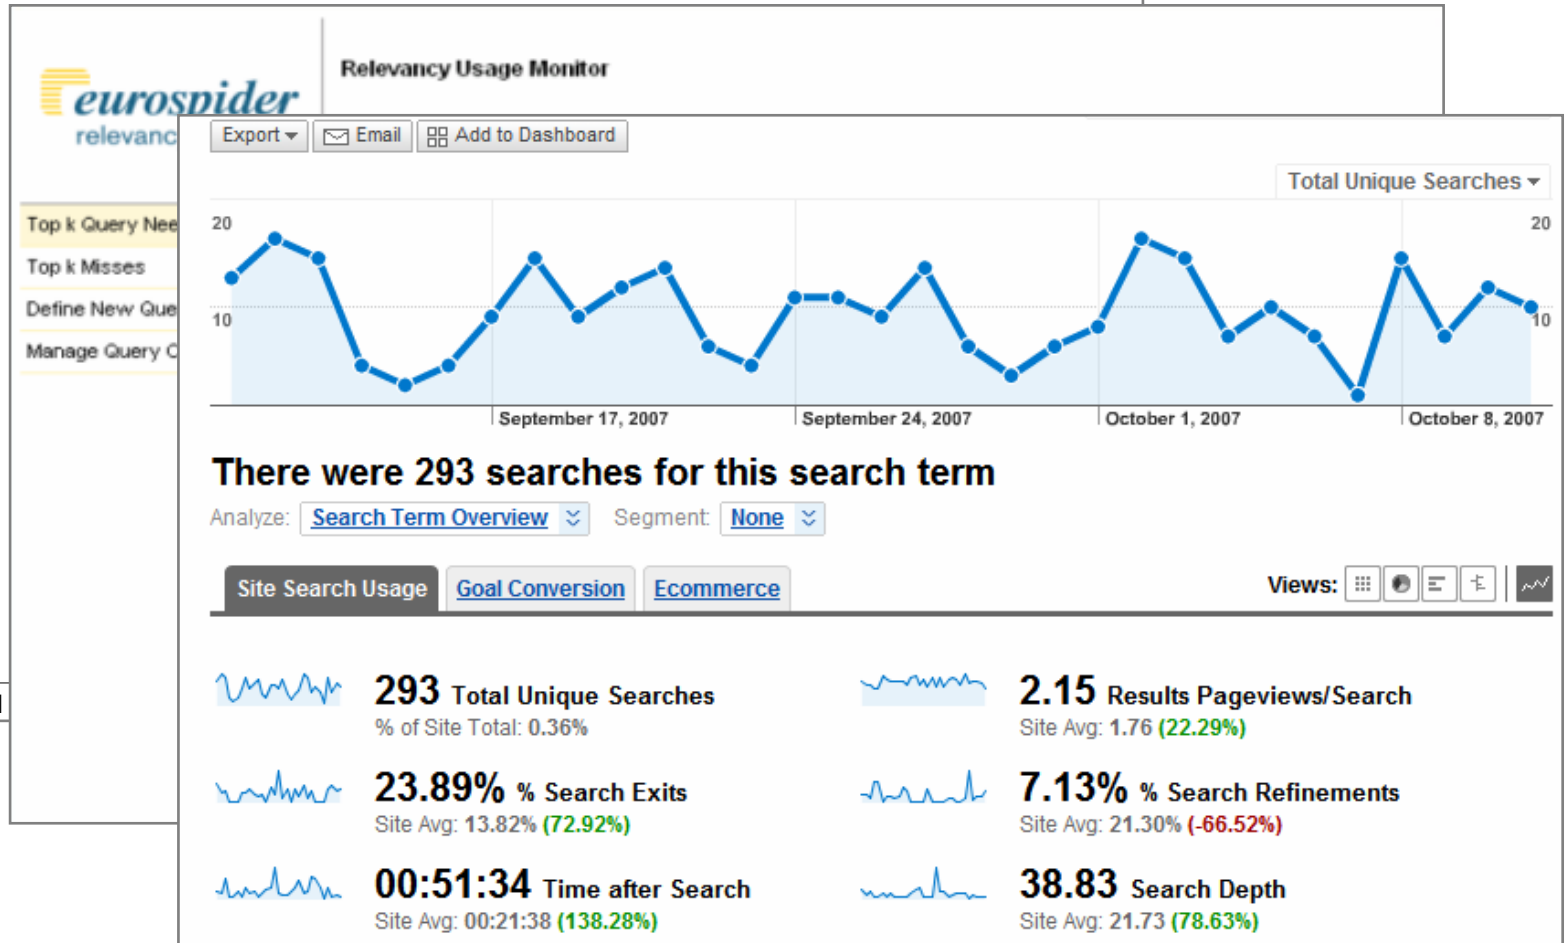 Relevancy Usage Monitor
eurospider
Export Email Add to Dashboard
Total Unique Searches
Top k Query
Top k Misses
Define New
Manage Query
20 20
10 10
September 17, 2007 September 24, 2007 October 1, 2007 October 8, 2007
There were 293 searches for this search term
Analyze: Search Term Overview Segment: None
Site Search Usage Goal Conversion Ecommerce Views:
293 Total Unique Searches
% of Site Total: 0.36%
2.15 Results Pageviews/Search
Site Avg: 1.76 (22.29%)
23.89% % Search Exits
Site Avg: 13.82% (72.92%)
7.13% % Search Refinements
Site Avg: 21.30% (-66.52%)
00:51:34 Time after Search
Site Avg: 00:21:38 (138.28%)
38.83 Search Depth
Site Avg: 21.73 (78.63%)